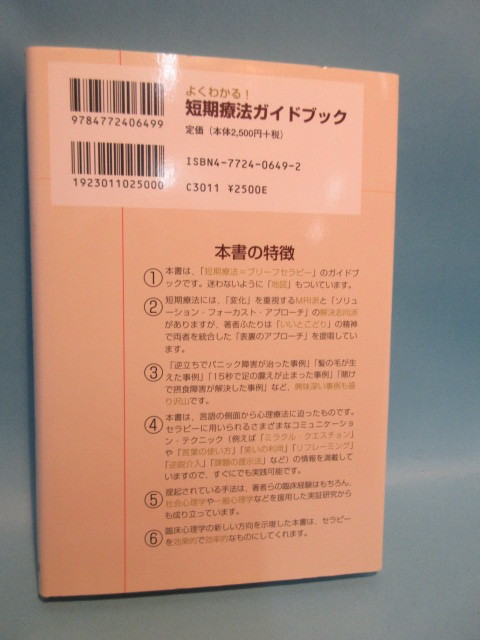 よくわかる!
短期療法ガイドブック
定価(本体2,500円+税)
9784772406499
ISBN4-7724-0649-2
1923011025000
C3011 ¥2500E
本書の特徴
① 本書は、「短期療法=ブリーフセラピー」のガイドブ
ックです。迷わないように「地図」もついています。
② 短期療法には、「変化」を重視するMRI派と「ソリュ
ーション・フォーカスト・アプローチ」の解決志向派
がありますが、著者ふたりは「いいとこどり」の精神
で両者を統合した「表裏のアプローチ」を提唱してい
ます。
③ 「逆立ちでパニック障害が治った事例」「髪の毛が生
えた事例」「15秒で足の震えが止まった事例」「賭け
で摂食障害が解決した事例」など、興味深い事例も盛
り沢山です。
④ 本書は、言語の側面から心理療法に迫ったものです。
セラピーに用いられるさまざまなコミュニケーショ
ン・テクニック(例えば「ミラクル・クエスチョン」
や「言葉の使い方」「笑いの利用」「リフレーミング」
「逆説介入」「課題の提示法」など)の情報を満載して
いますので、すぐにでも実践可能です。
⑤ 提起されている手法は、著者らの臨床経験はもちろん、
社会心理学や一般心理学などを援用した実証研究から
も成り立っています。
⑥ 臨床心理学の新しい方向を示唆した本書は、セラピー
を効果的で効率的なものにしてくれます。